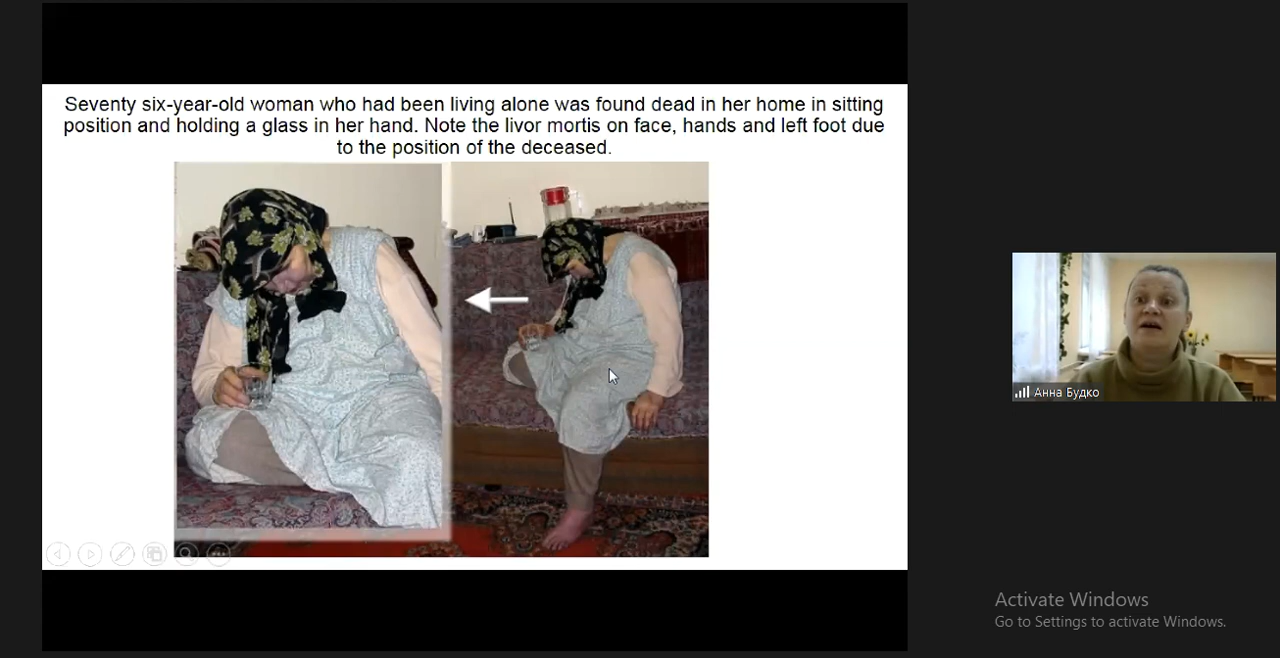 Seventy six-year-old woman who had been living alone was found dead in her home in sitting
position and holding a glass in her hand. Note the livor mortis on face, hands and left foot due
to the position of the deceased.
Анна Будко
Activate Windows
Go to Settings to activate Windows.